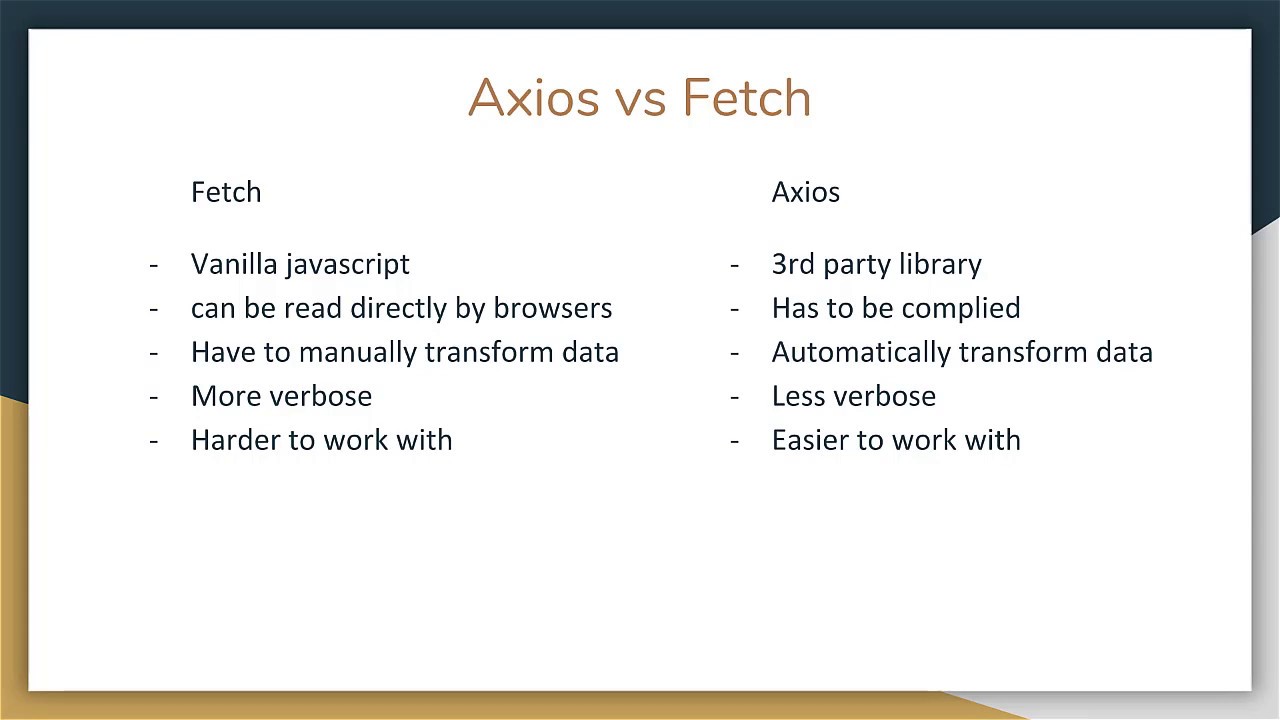 Axios vs Fetch
Fetch
- Vanilla javascript
- can be read directly by browsers
- Have to manually transform data
- More verbose
- Harder to work with
Axios
- 3rd party library
- Has to be complied
- Automatically transform data
- Less verbose
- Easier to work with